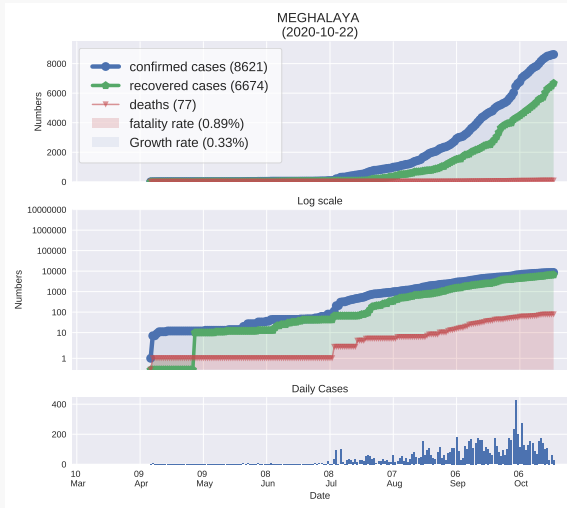 MEGHALAYA
(2020-10-22)
confirmed cases (8621)
recovered cases (6674)
deaths (77)
fatality rate (0.89%)
Growth rate (0.33%)
Numbers
8000
6000
4000
2000
0
Log scale
Numbers
10000000
1000000
100000
10000
1000
100
10
1
Daily Cases
400
200
0
10 09 09 08 08 07 06 06
Mar Apr May Jun Jul Aug Sep Oct
Date